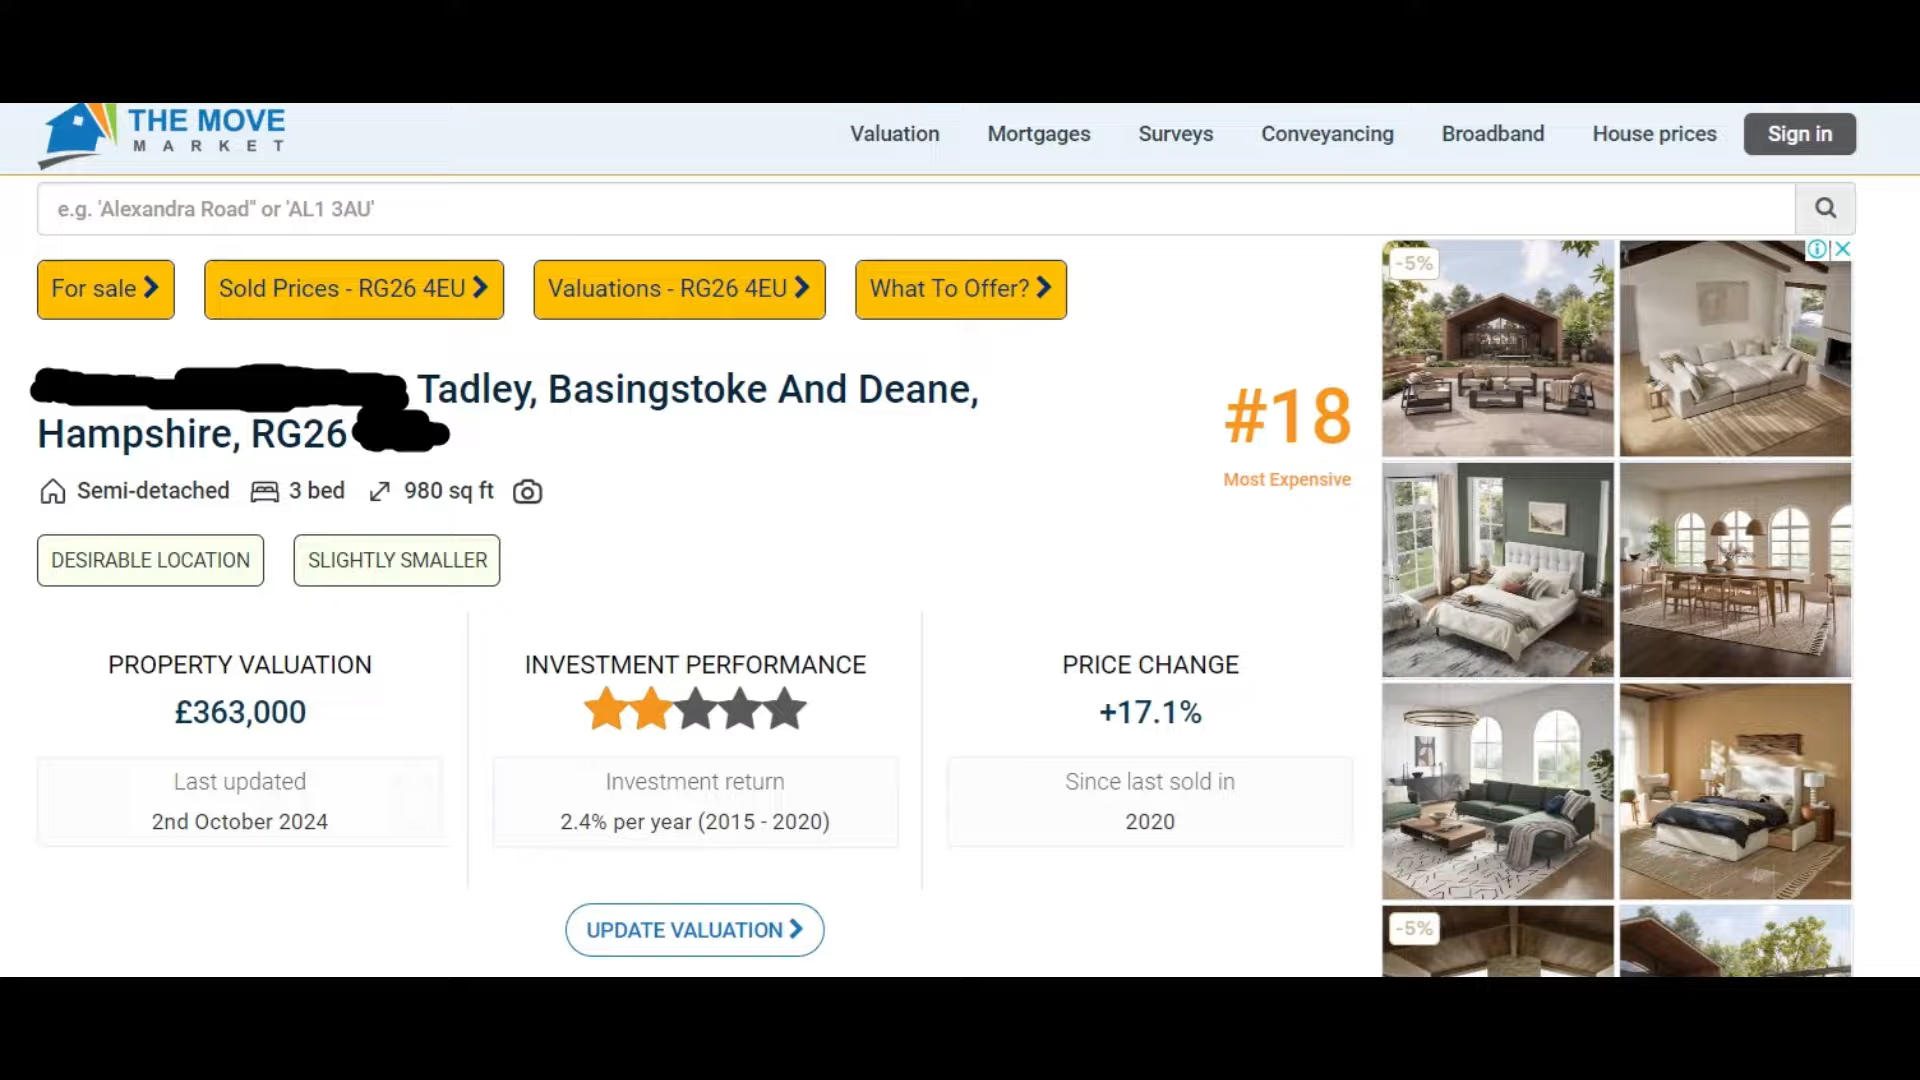 THE MOVE
MARKET
Valuation Mortgages Surveys Conveyancing Broadband House prices Sign in
e.g. 'Alexandra Road" or 'AL1 3AU'
For sale Sold Prices - RG26 4EU Valuations - RG26 4EU What To Offer?
Tadley, Basingstoke And Deane,
Hampshire, RG26
#18
Most Expensive
Semi-detached 3 bed 980 sq ft
DESIRABLE LOCATION SLIGHTLY SMALLER
PROPERTY VALUATION
£363,000
Last updated
2nd October 2024
INVESTMENT PERFORMANCE
Investment return
2.4% per year (2015 - 2020)
PRICE CHANGE
+17.1%
Since last sold in
2020
UPDATE VALUATION
-5%
-5%